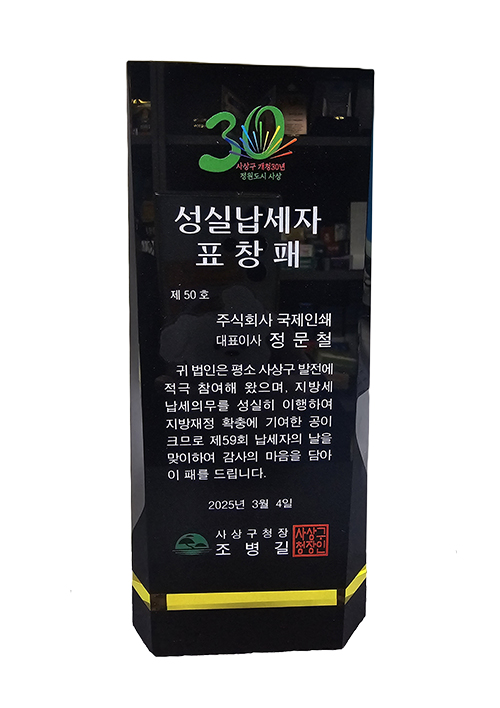 30
사상구 개청30년
정원도시 사상
성실납세자
표창패
제 50 호
주식회사 국제인쇄
대표이사 정문철
귀 법인은 평소 사상구 발전에
적극 참여해 왔으며, 지방세
납세의무를 성실히 이행하여
지방재정 확충에 기여한 공이
크므로 제59회 납세자의 날을
맞이하여 감사의 마음을 담아
이 패를 드립니다.
2025년 3월 4일
사상구청장
조병길
사상구
청장인